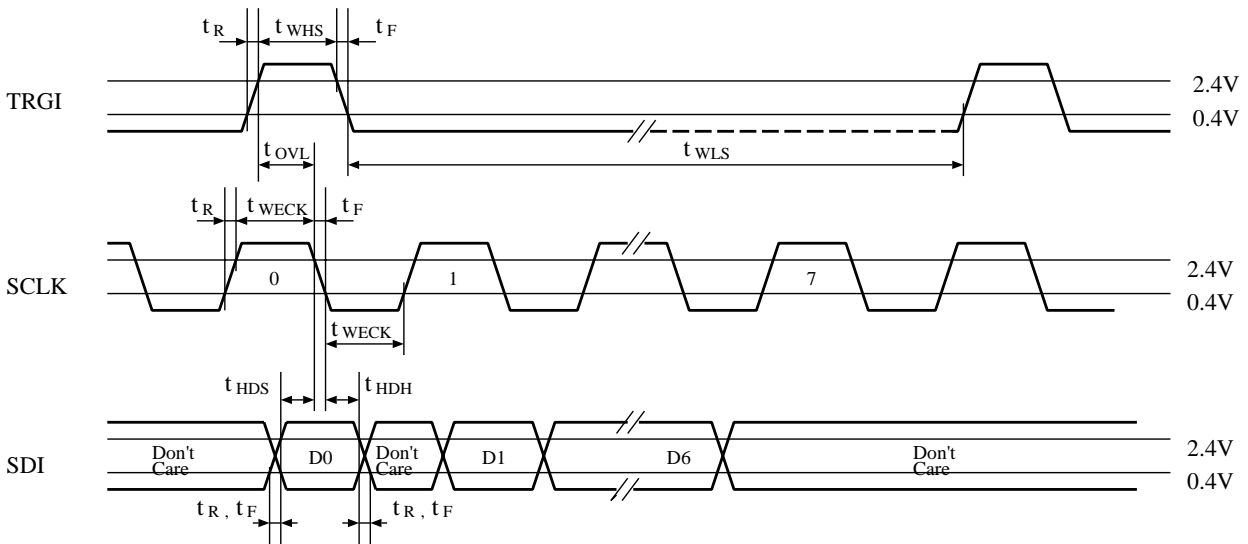 t R t WHS t F
TRGI
2.4V
0.4V
t OVL t WLS
t R t WECK t F
SCLK
0 1 7
2.4V
0.4V
t WECK
t HDS t HDH
SDI
Don't Care D0 Don't Care D1 D6 Don't Care
2.4V
0.4V
t R , t F t R , t F